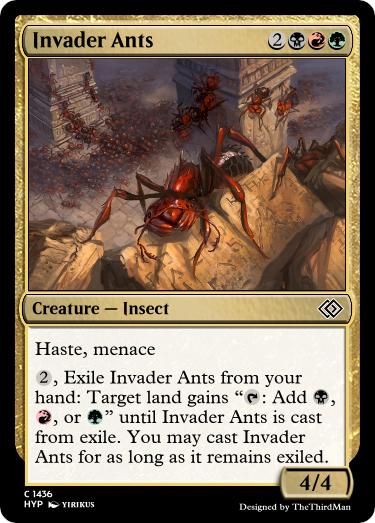 Invader Ants 2
Creature — Insect
Haste, menace
2, Exile Invader Ants from your
hand: Target land gains “: Add ,
, or ” until Invader Ants is cast
from exile. You may cast Invader
Ants for as long as it remains exiled.
4/4
C 1436
HYP YIRIKUS
Designed by TheThirdMan